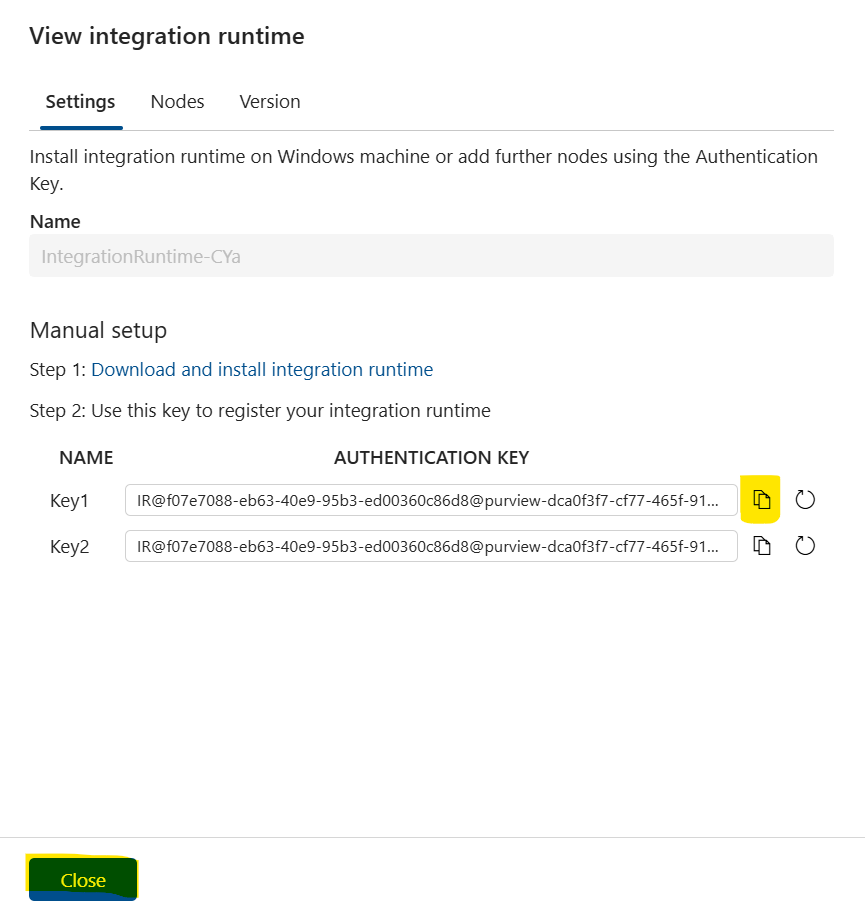 View integration runtime
Settings Nodes Version
Install integration runtime on Windows machine or add further nodes using the Authentication
Key.
Name
IntegrationRuntime-CYa
Manual setup
Step 1: Download and install integration runtime
Step 2: Use this key to register your integration runtime
NAME AUTHENTICATION KEY
Key1 IR@f07e7088-eb63-40e9-95b3-ed00360c86d8@purview-dca0f3f7-cf77-465f-91...
Key2 IR@f07e7088-eb63-40e9-95b3-ed00360c86d8@purview-dca0f3f7-cf77-465f-91...
Close